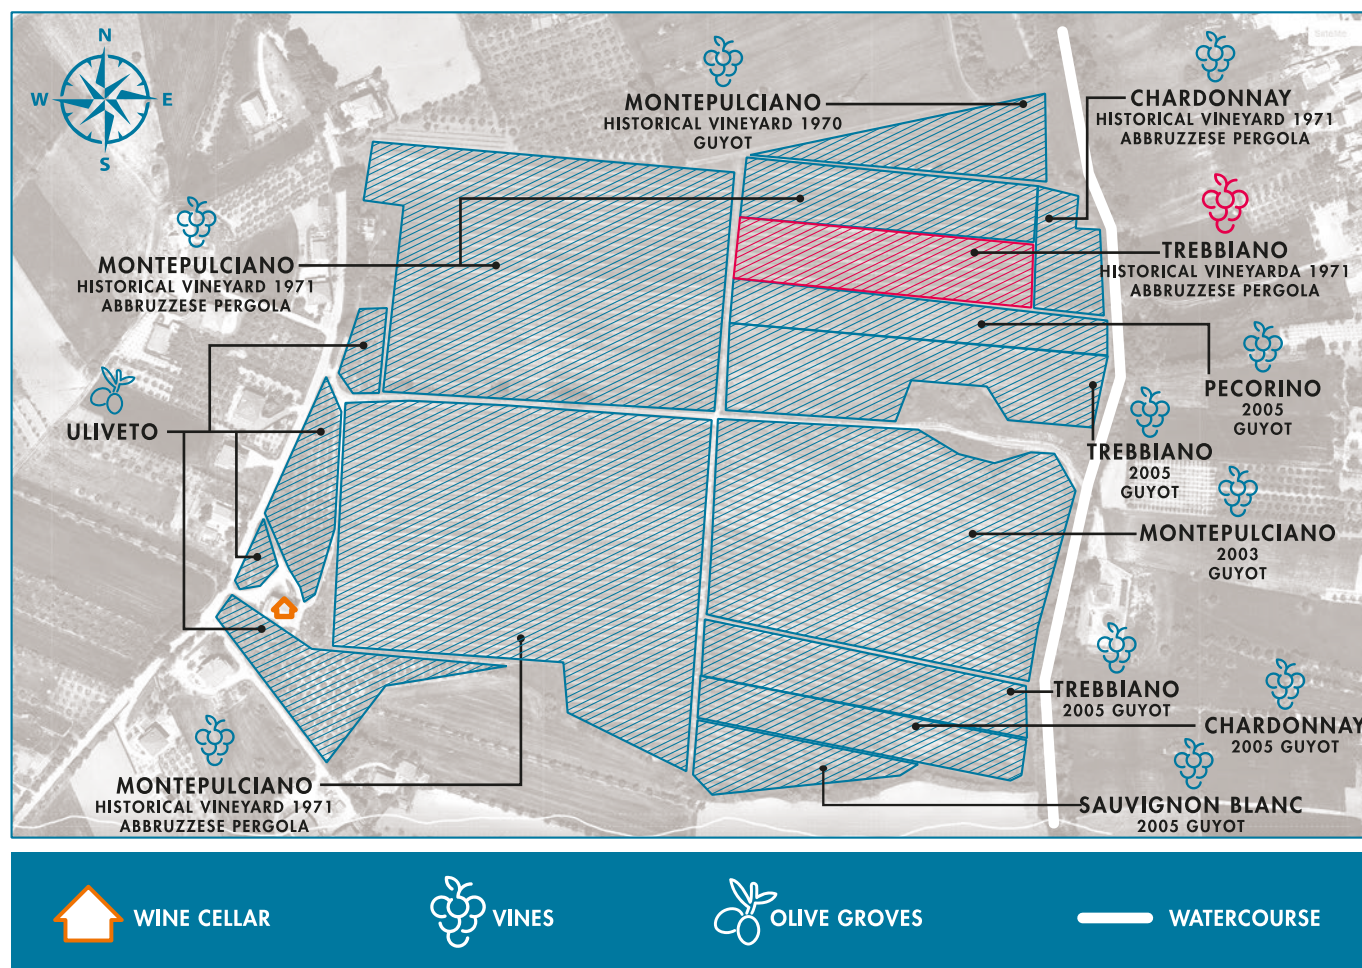 N
W
E
S
Satellite
MONTEPULCIANO
HISTORICAL VINEYARD 1970
GUYOT
CHARDONNAY
HISTORICAL VINEYARD 1971
ABBRUZZESE PERGOLA
MONTEPULCIANO
HISTORICAL VINEYARD 1971
ABBRUZZESE PERGOLA
TREBBIANO
HISTORICAL VINEYARDA 1971
ABBRUZZESE PERGOLA
PECORINO
2005
GUYOT
ULIVETO
TREBBIANO
2005
GUYOT
MONTEPULCIANO
2003
GUYOT
TREBBIANO
2005 GUYOT
CHARDONNAY
2005 GUYOT
MONTEPULCIANO
HISTORICAL VINEYARD 1971
ABBRUZZESE PERGOLA
SAUVIGNON BLANC
2005 GUYOT
WINE CELLAR
VINES
OLIVE GROVES
WATERCOURSE